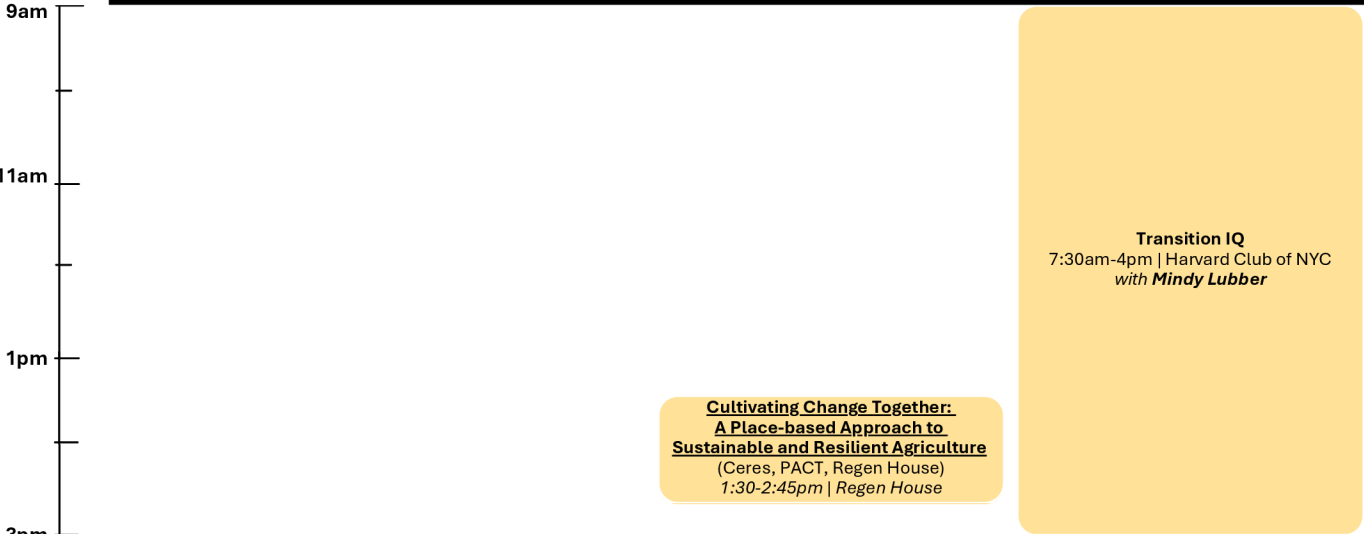 9am
11am
Transition IQ
7:30am-4pm | Harvard Club of NYC
with Mindy Lubber
1pm
Cultivating Change Together:
A Place-based Approach to
Sustainable and Resilient Agriculture
(Ceres, PACT, Regen House)
1:30-2:45pm | Regen House
3pm